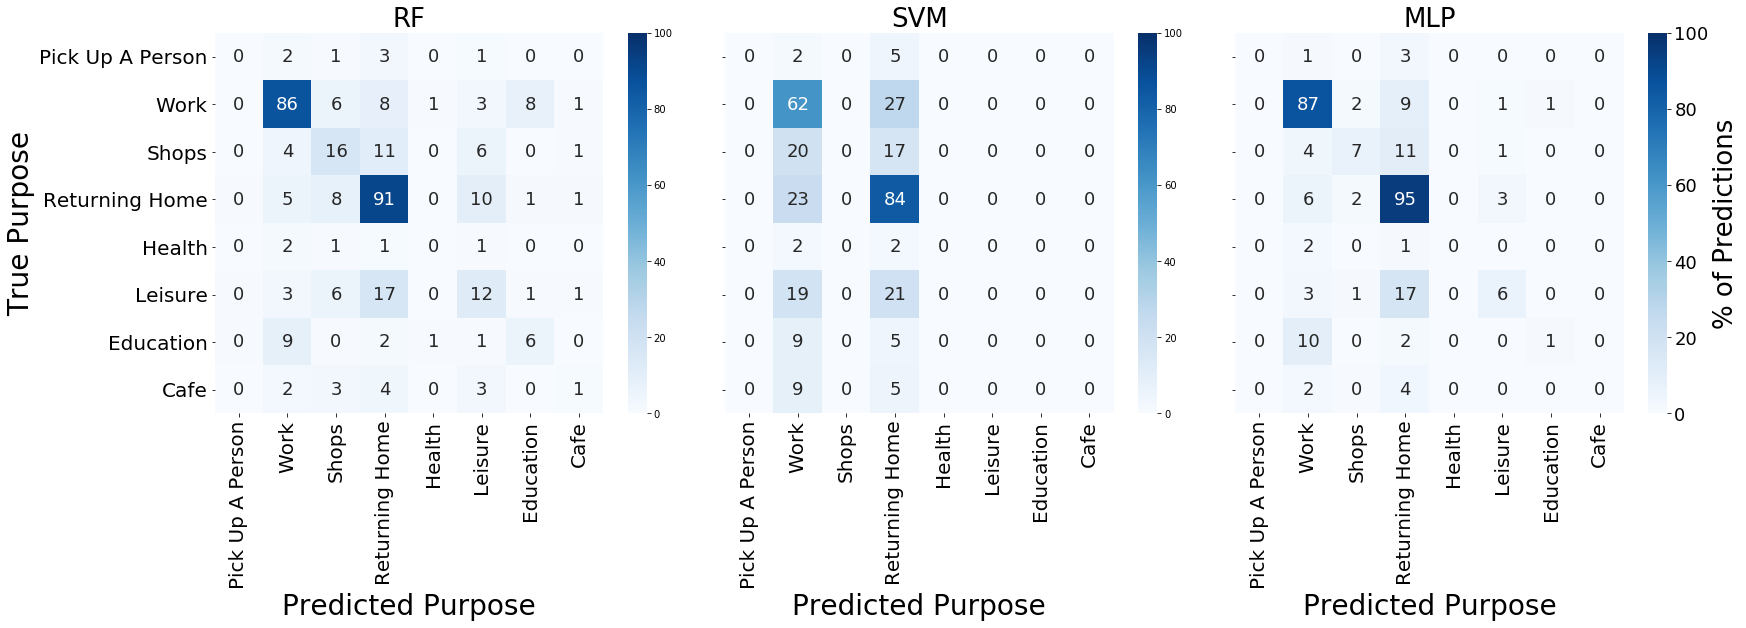 RF SVM MLP
Pick Up A Person 0 2 1 3 0 1 0 0 0 2 0 5 0 0 0 0 0 1 0 3 0 0 0 0
Work 0 86 6 8 1 3 8 1 0 62 0 27 0 0 0 0 0 87 2 9 0 1 1 0
Shops 0 4 16 11 0 6 0 1 0 20 0 17 0 0 0 0 0 4 7 11 0 1 0 0
Returning Home 0 5 8 91 0 10 1 1 0 23 0 84 0 0 0 0 0 6 2 95 0 3 0 0
Health 0 2 1 1 0 1 0 0 0 2 0 2 0 0 0 0 0 2 0 1 0 0 0 0
Leisure 0 3 6 17 0 12 1 1 0 19 0 21 0 0 0 0 0 3 1 17 0 6 0 0
Education 0 9 0 2 1 1 6 0 0 9 0 5 0 0 0 0 0 10 0 2 0 0 1 0
Cafe 0 2 3 4 0 3 0 1 0 9 0 5 0 0 0 0 0 2 0 4 0 0 0 0
True Purpose
100
80
60
40
20
0
100
80
60
40
20
0
100
80
60
40
20
0
% of Predictions
Pick Up A Person
Work
Shops
Returning Home
Health
Leisure
Education
Cafe
Pick Up A Person
Work
Shops
Returning Home
Health
Leisure
Education
Cafe
Pick Up A Person
Work
Shops
Returning Home
Health
Leisure
Education
Cafe
Predicted Purpose Predicted Purpose Predicted Purpose